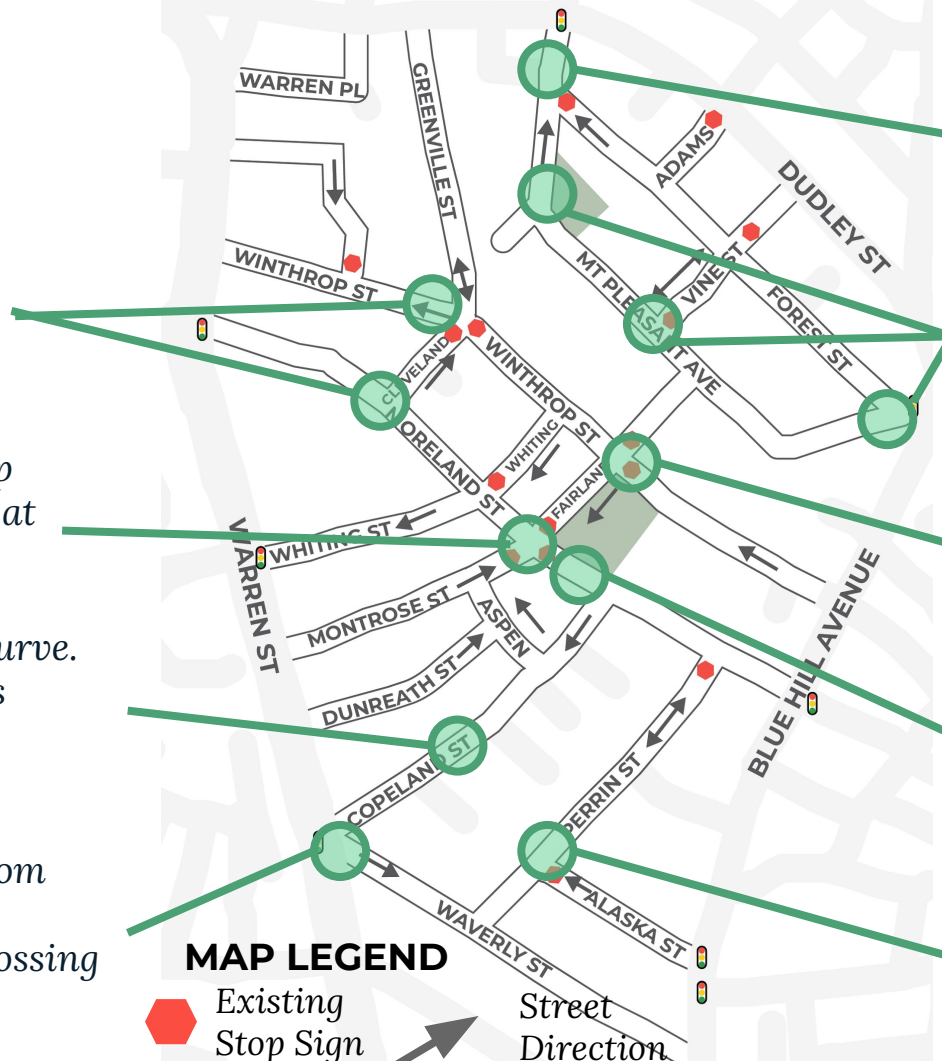 WARREN PL
GREENVILLE ST
ADAMS
DUDLEY ST
WINTHROP ST
MT PLEASANT AVE
VINE ST
FOREST ST
CLEVELAND
WINTHROP ST
MORELAND ST
WHITING
FAIRLAN
p
at
WHITING ST
WARREN ST
MONTROSE ST
ASPEN
BLUE HILL AVENUE
urve.
s
DUNREATH ST
COPELAND ST
PERRIN ST
om
ossing
WAVERLY ST
ALASKA ST
MAP LEGEND
Existing
Stop Sign
Street
Direction